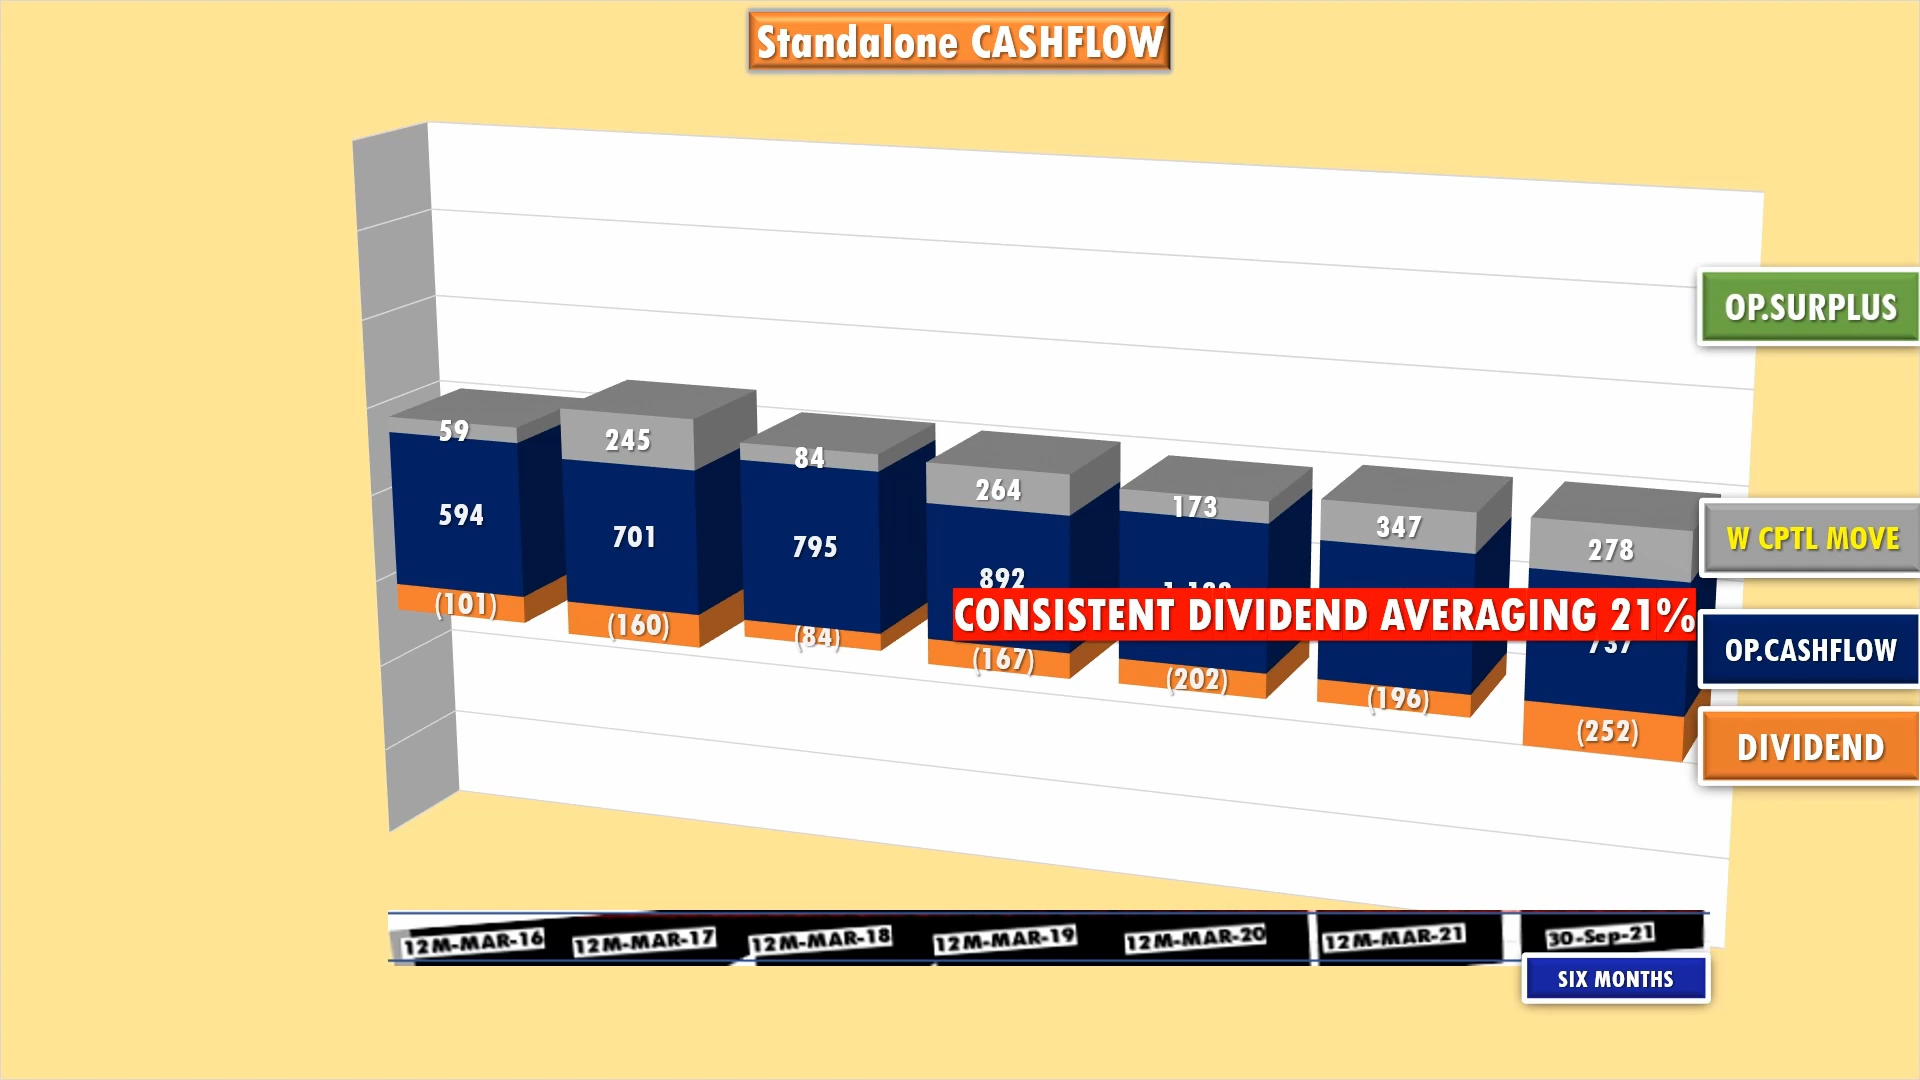 Standalone CASHFLOW
OP.SURPLUS
59
245
84
264
173
347
278
W CPTL MOVE
594
701
795
892
737
CONSISTENT DIVIDEND AVERAGING 21%
OP.CASHFLOW
(101)
(160)
(84)
(167)
(202)
(196)
(252)
DIVIDEND
12M-MAR-16
12M-MAR-17
12M-MAR-18
12M-MAR-19
12M-MAR-20
12M-MAR-21
30-Sep-21
SIX MONTHS